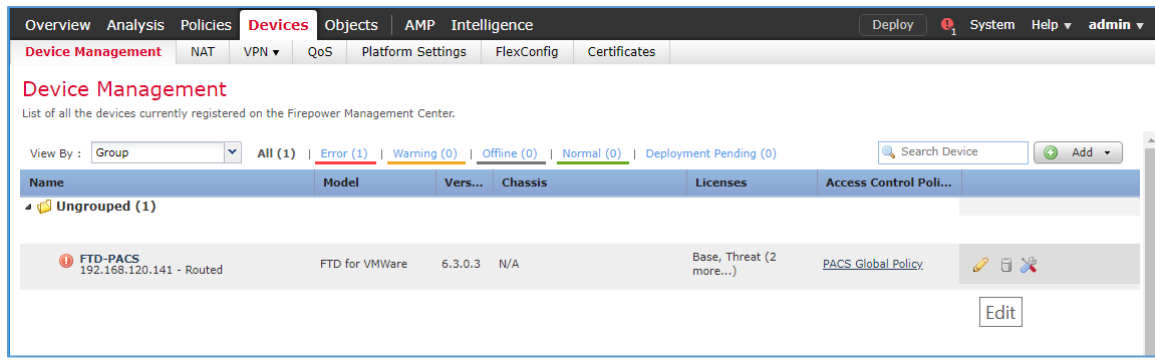 Overview Analysis Policies Devices Objects AMP Intelligence Deploy 1 System Help admin
Device Management NAT VPN QoS Platform Settings FlexConfig Certificates
Device Management
List of all the devices currently registered on the Firepower Management Center.
View By : Group All (1) | Error (1) | Warning (0) | Offline (0) | Normal (0) | Deployment Pending (0) Search Device Add
Name Model Vers... Chassis Licenses Access Control Poli...
Ungrouped (1)
FTD-PACS
192.168.120.141 - Routed FTD for VMWare 6.3.0.3 N/A Base, Threat (2 more...) PACS Global Policy
Edit